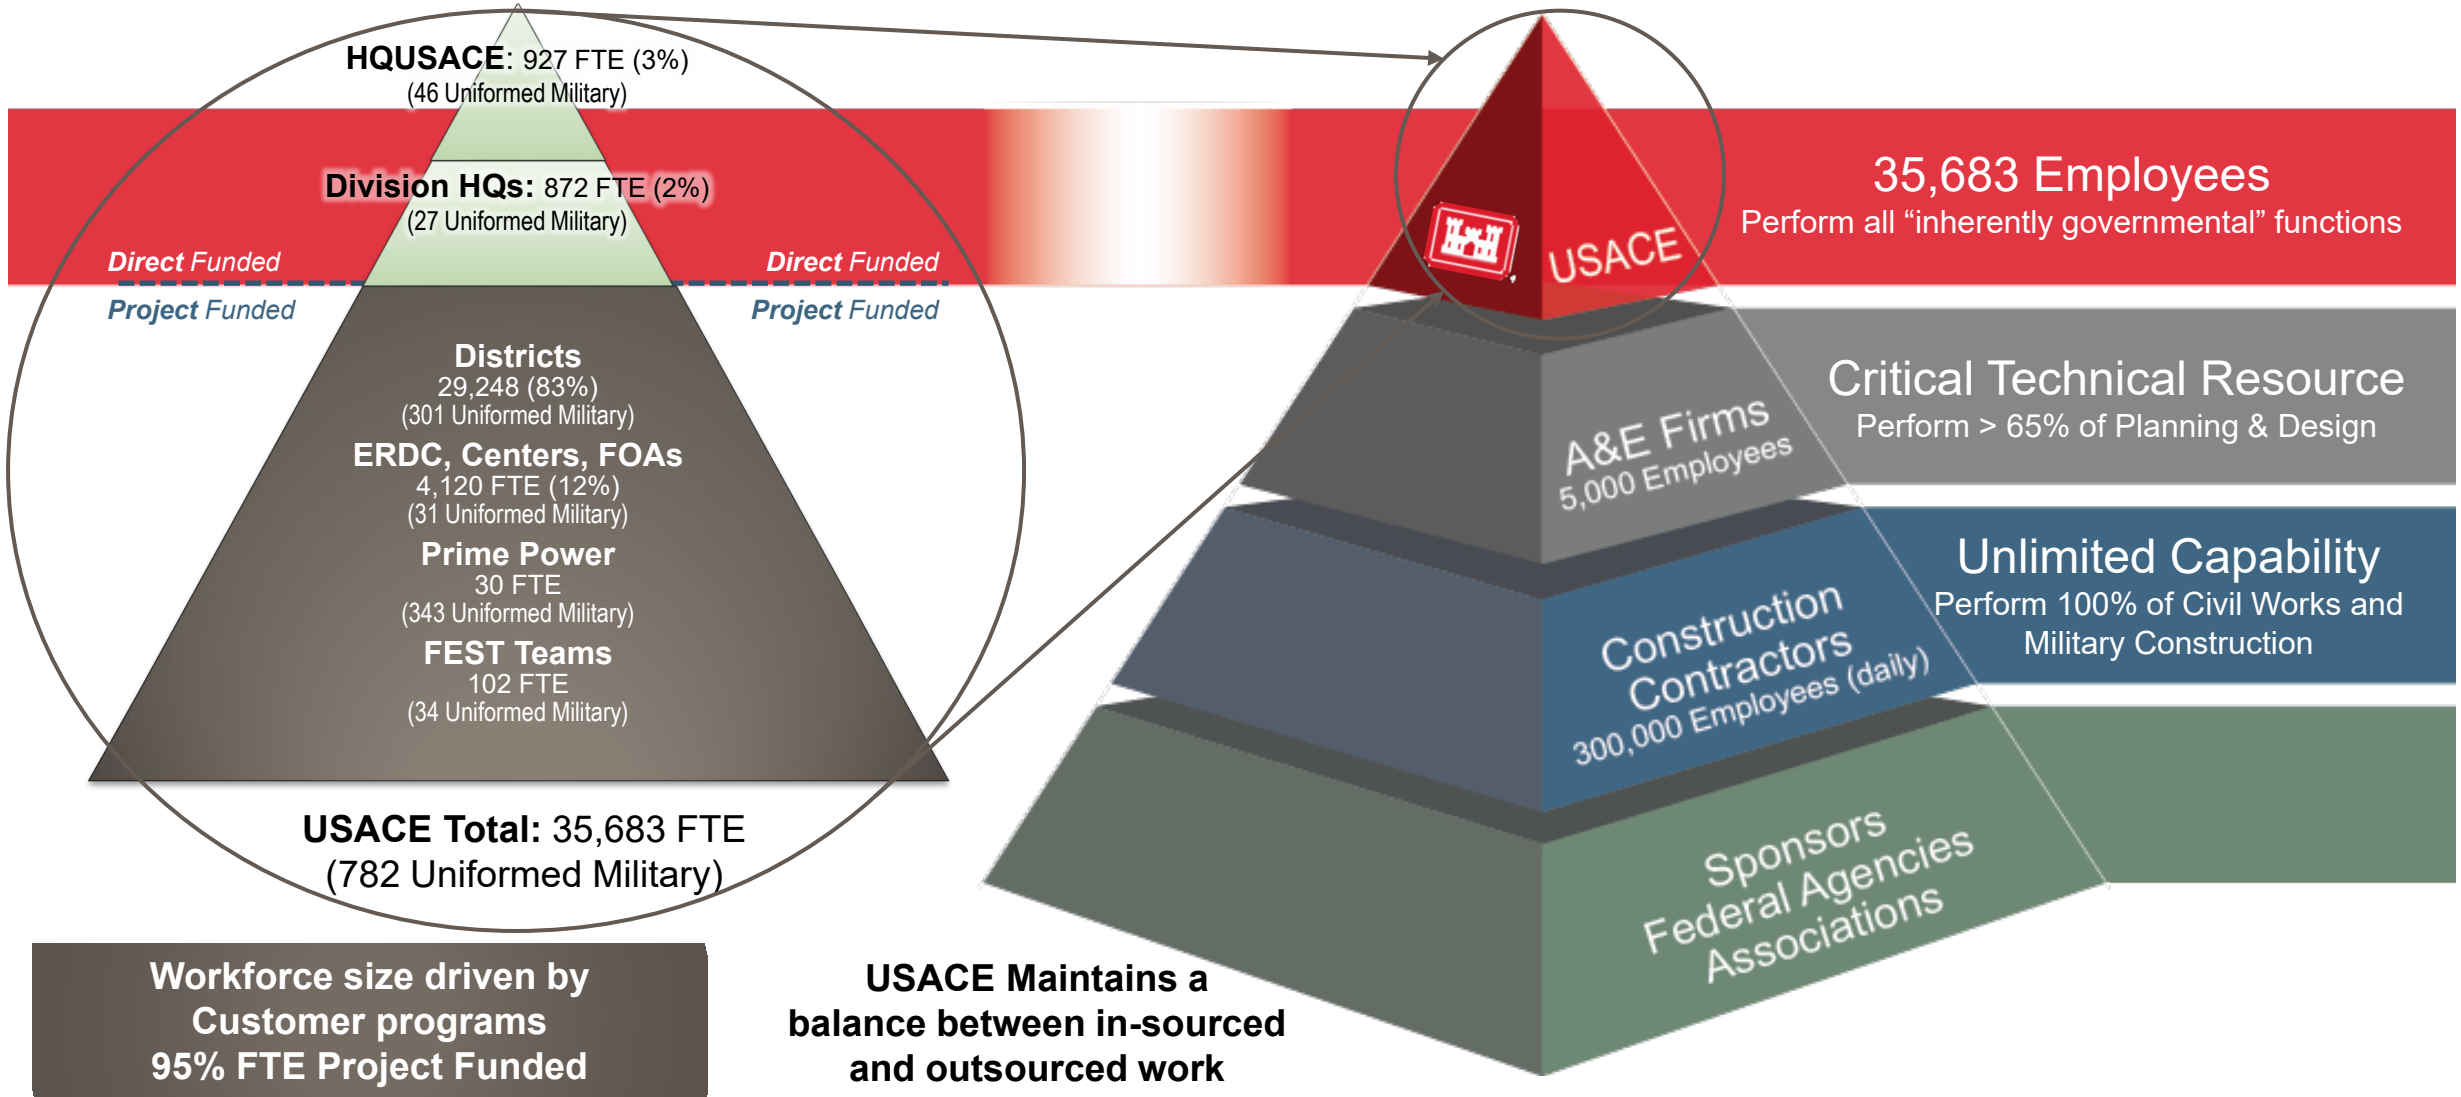 HQUSACE: 927 FTE (3%)
(46 Uniformed Military)
Division HQs: 872 FTE (2%)
(27 Uniformed Military)
Direct Funded
Direct Funded
Project Funded
Project Funded
Districts
29,248 (83%)
(301 Uniformed Military)
ERDC, Centers, FOAs
4,120 FTE (12%)
(31 Uniformed Military)
Prime Power
30 FTE
(343 Uniformed Military)
FEST Teams
102 FTE
(34 Uniformed Military)
USACE Total: 35,683 FTE
(782 Uniformed Military)
Workforce size driven by
Customer programs
95% FTE Project Funded
USACE Maintains a
balance between in-sourced
and outsourced work
USACE
35,683 Employees
Perform all “inherently governmental” functions
A&E Firms
5,000 Employees
Critical Technical Resource
Perform > 65% of Planning & Design
Construction
Contractors
300,000 Employees (daily)
Unlimited Capability
Perform 100% of Civil Works and
Military Construction
Sponsors
Federal Agencies
Associations